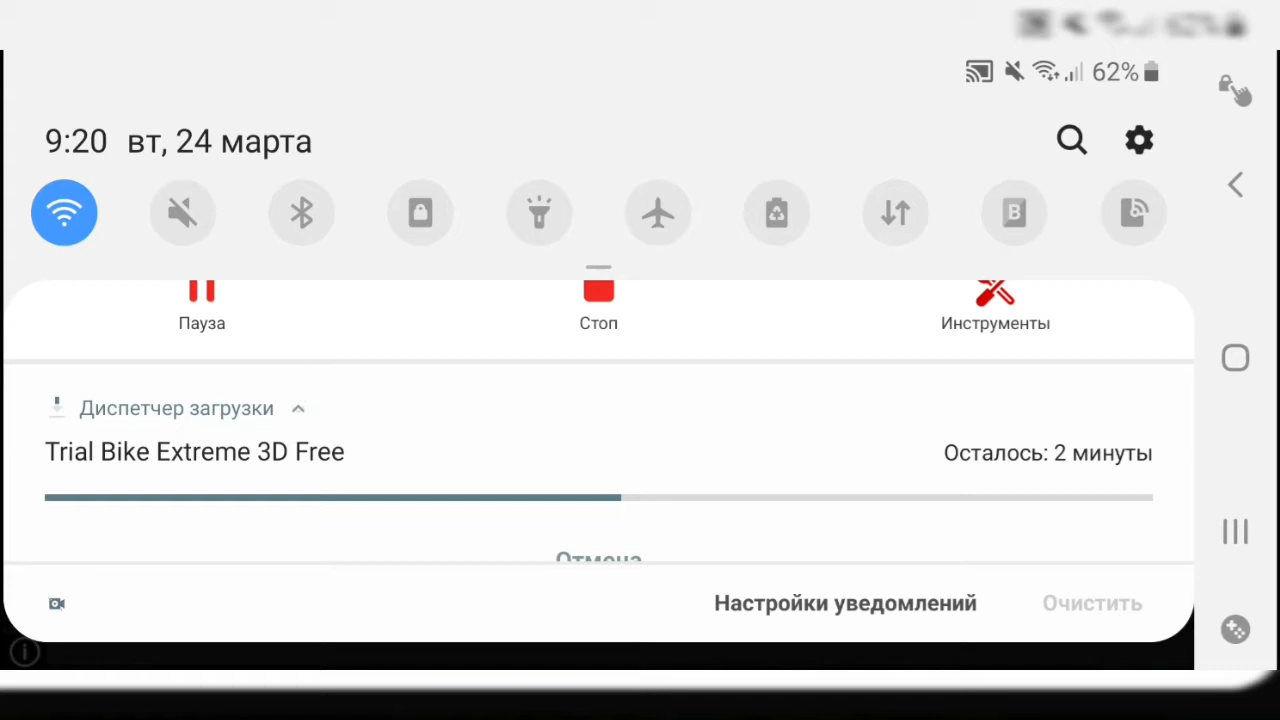 62%
9:20 вт, 24 марта
B
Пауза
Стоп
Инструменты
Диспетчер загрузки
Trial Bike Extreme 3D Free
Осталось: 2 минуты
Отмена
Настройки уведомлений
Очистить